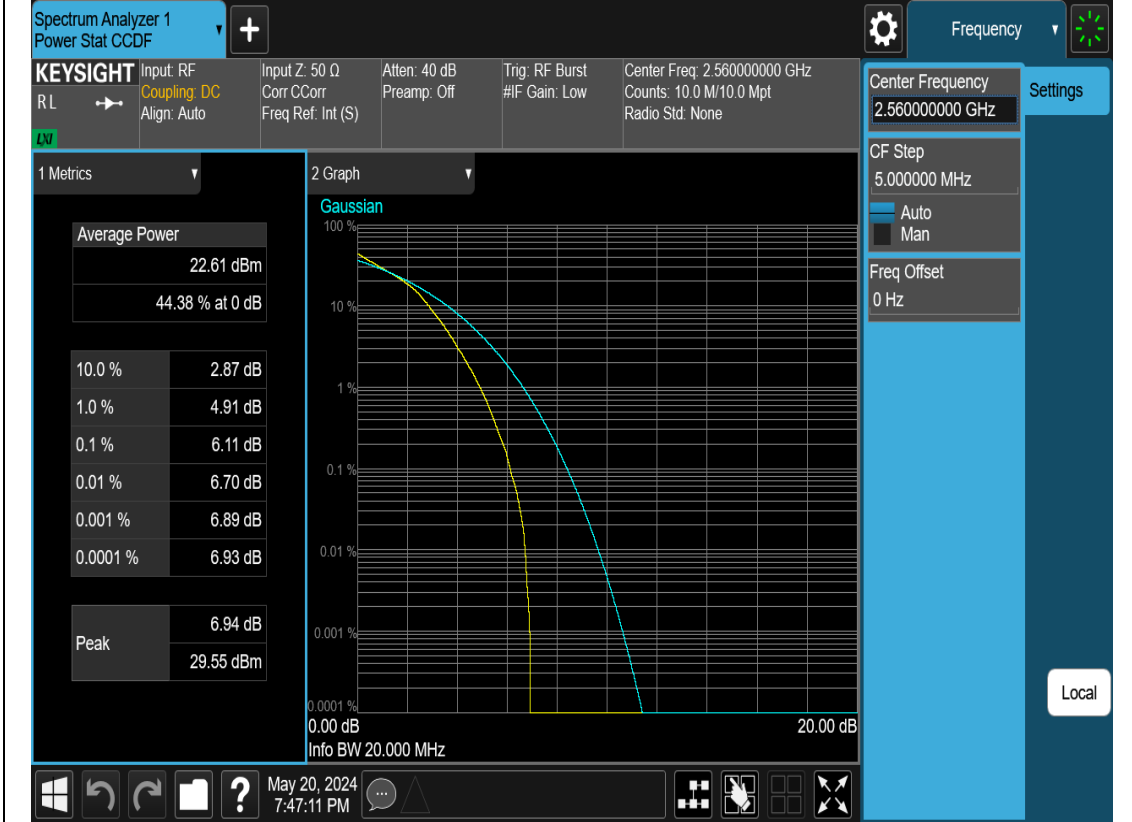 Spectrum Analyzer 1
Power Stat CCDF
Frequency
KEYSIGHT
RL
LXI
Input: RF
Coupling: DC
Align: Auto
Input Z: 50 Ω
Corr CCorr
Freq Ref: Int (S)
Atten: 40 dB
Preamp: Off
Trig: RF Burst
#IF Gain: Low
Center Freq: 2.560000000 GHz
Counts: 10.0 M/10.0 Mpt
Radio Std: None
Center Frequency
2.560000000 GHz
Settings
CF Step
5.000000 MHz
Auto
Man
Freq Offset
0 Hz
Local
1 Metrics
Average Power
22.61 dBm
44.38 % at 0 dB
10.0 % 2.87 dB
1.0 % 4.91 dB
0.1 % 6.11 dB
0.01 % 6.70 dB
0.001 % 6.89 dB
0.0001 % 6.93 dB
Peak
6.94 dB
29.55 dBm
2 Graph
Gaussian
100 %
10 %
1 %
0.1 %
0.01 %
0.001 %
0.0001 %
0.00 dB 20.00 dB
Info BW 20.000 MHz
?
May 20, 2024
7:47:11 PM